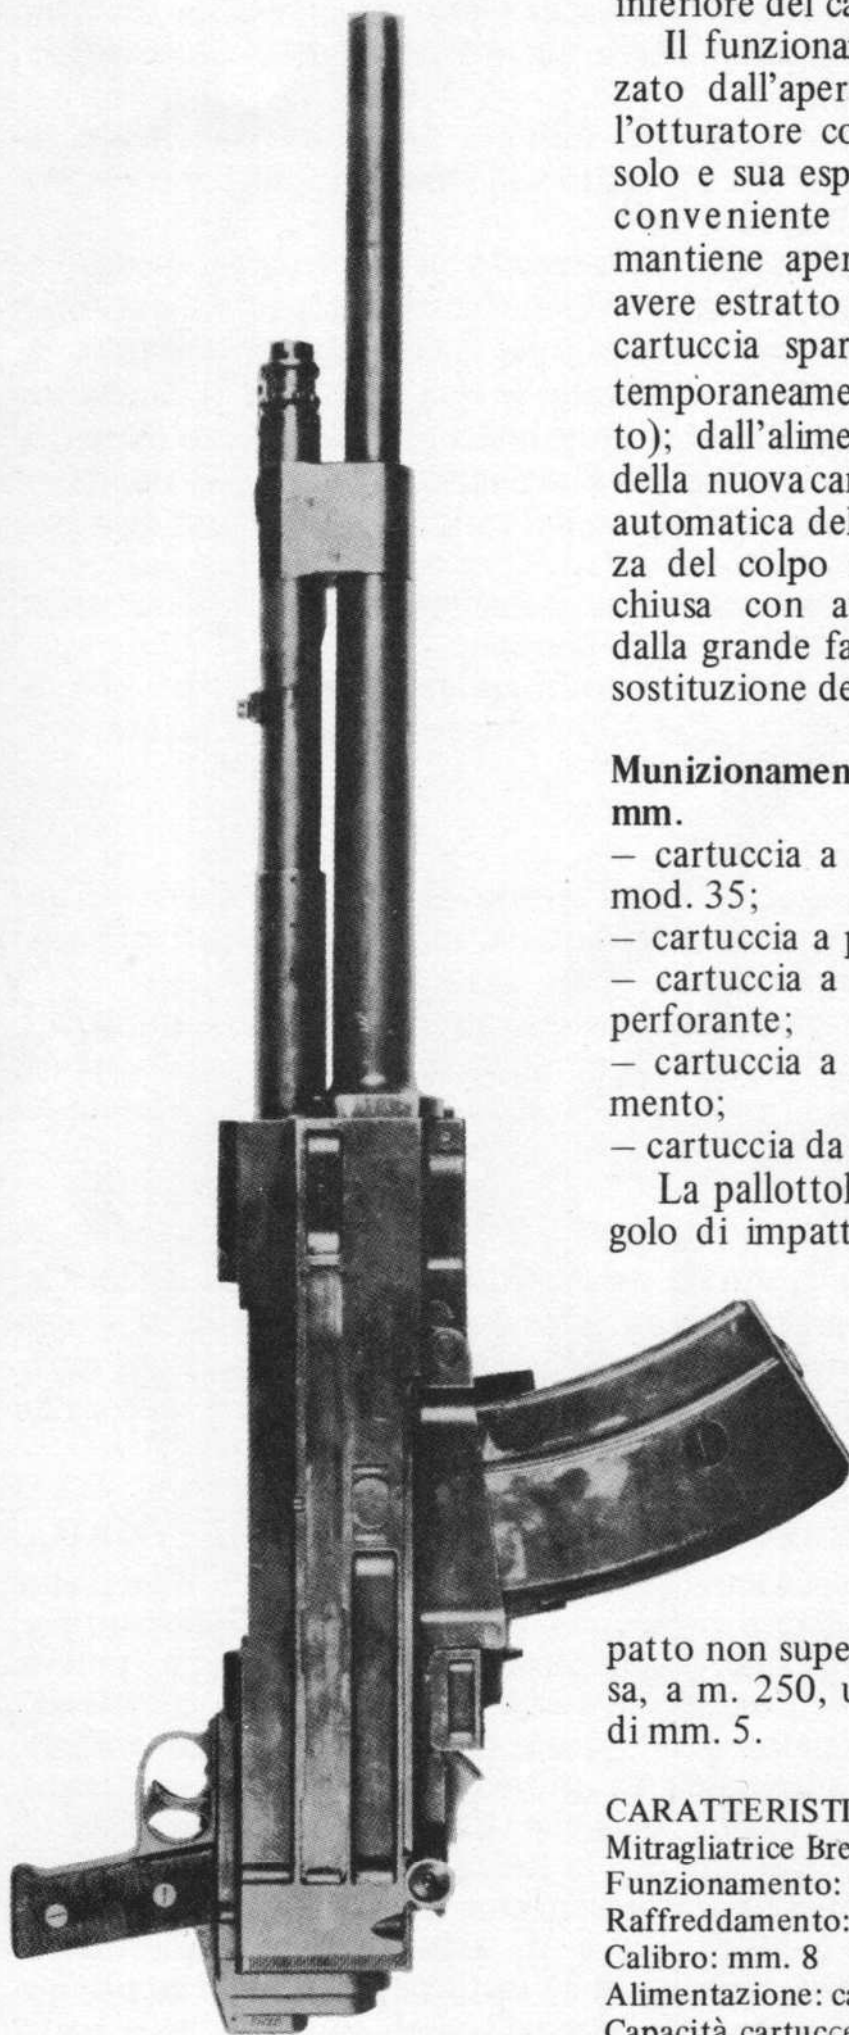 inferiore del ca
Il funziona
zato dall'aper
l'otturatore co
solo e sua esp
conveniente
mantiene aper
avere estratto
cartuccia spar
temporaneame
to); dall'alime
della nuova car
automatica del
za del colpo
chiusa con a
dalla grande fa
sostituzione de
Munizionamen
mm.
– cartuccia a
mod. 35;
– cartuccia a p
– cartuccia a
perforante;
– cartuccia a
mento;
– cartuccia da
La pallottol
golo di impatt
patto non supe
sa, a m. 250, u
di mm. 5.
CARATTERISTI
Mitragliatrice Bre
Funzionamento:
Raffreddamento:
Calibro: mm. 8
Alimentazione: ca
Capacità cartucce